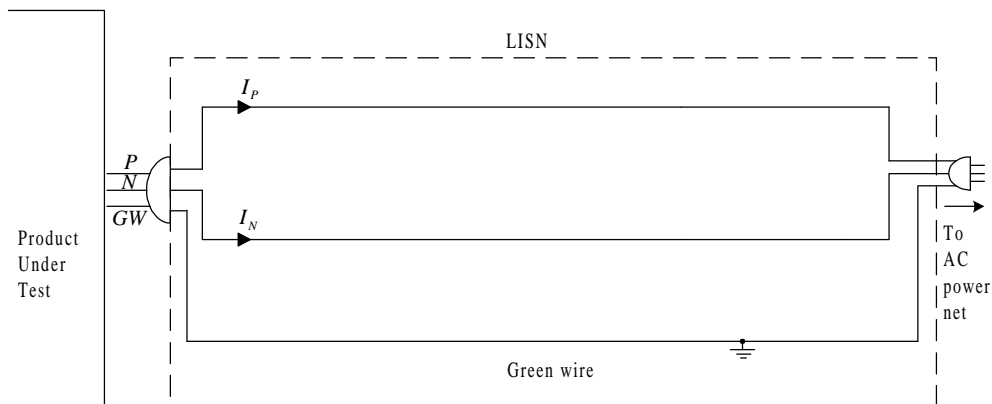 LISN
I_P
P
N
GW
I_N
Product
Under
Test
To
AC
power
net
Green wire